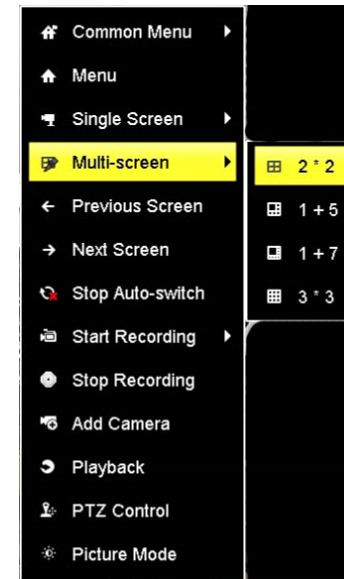 Common Menu
Menu
Single Screen
Multi-screen
2 * 2
Previous Screen
1 + 5
Next Screen
1 + 7
Stop Auto-switch
3 * 3
Start Recording
Stop Recording
Add Camera
Playback
PTZ Control
Picture Mode